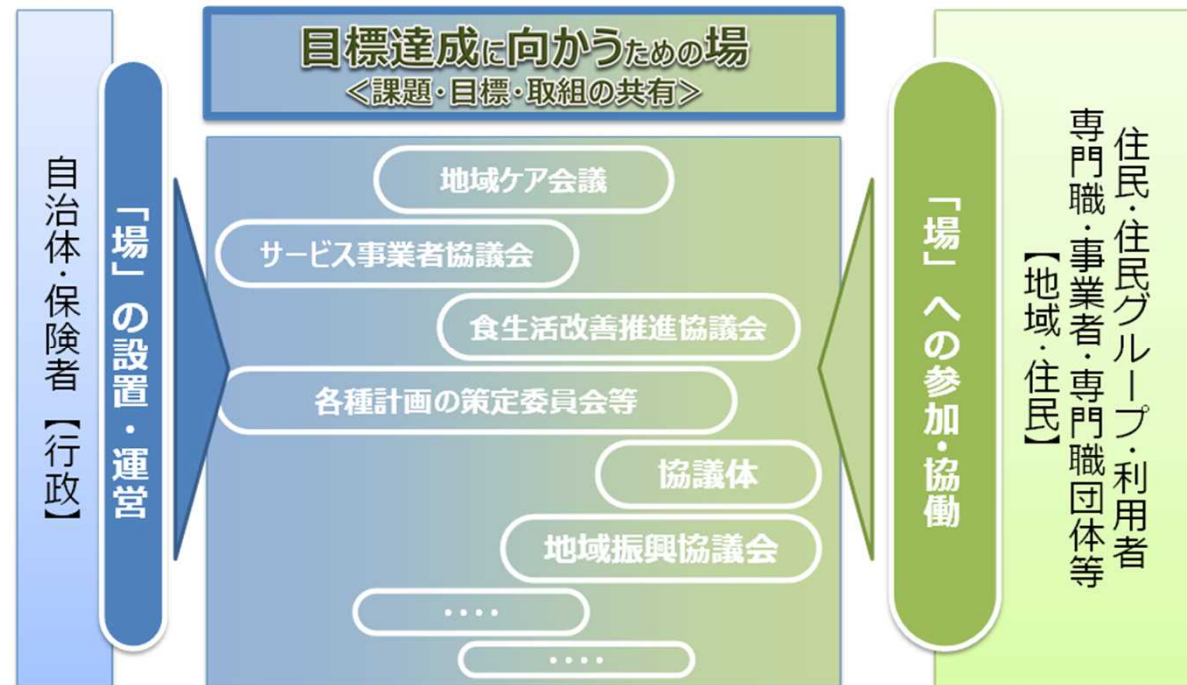 目標達成に向かうための場
<課題・目標・取組の共有>
自治体・保険者【行政】
「場」の設置・運営
地域ケア会議
サービス事業者協議会
食生活改善推進協議会
各種計画の策定委員会等
協議体
地域振興協議会
・・・・
・・・・
「場」への参加・協働
住民・住民グループ・利用者
専門職・事業者・専門職団体等
【地域・住民】